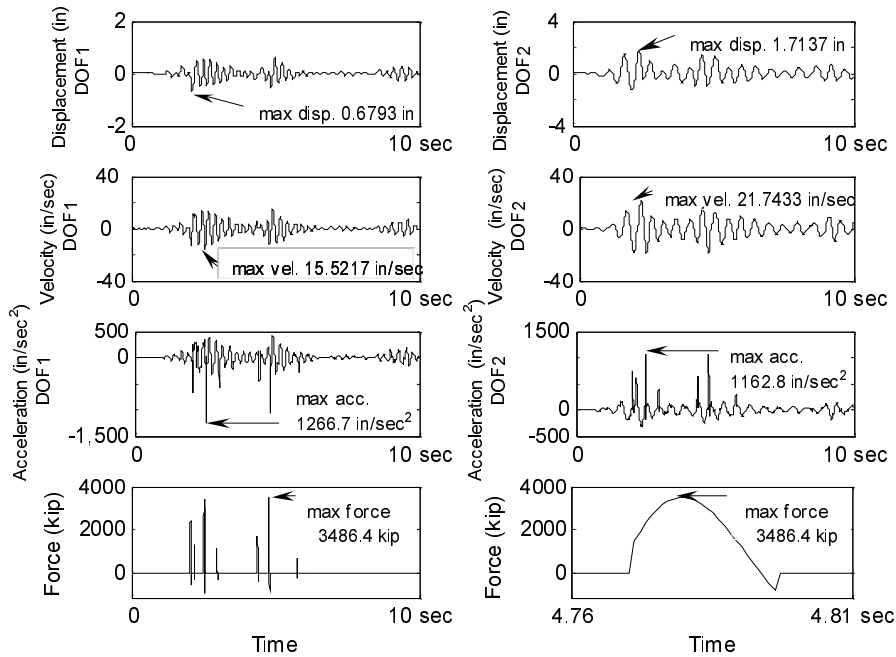 Displacement (in)
DOF1
2
0
-2
max disp. 0.6793 in
0
10 sec
Displacement (in)
DOF2
4
0
-4
max disp. 1.7137 in
0
10 sec
Velocity (in/sec)
DOF1
40
0
-40
max vel. 15.5217 in/sec
0
10 sec
Velocity (in/sec)
DOF2
40
0
-40
max vel. 21.7433 in/sec
0
10 sec
Acceleration (in/sec²)
DOF1
500
0
-1,500
max acc.
1266.7 in/sec²
0
10 sec
Acceleration (in/sec²)
DOF2
1500
0
-500
max acc.
1162.8 in/sec²
0
10 sec
Force (kip)
4000
2000
0
max force
3486.4 kip
0
10 sec
Time
Force (kip)
4000
2000
0
max force
3486.4 kip
4.76
4.81 sec
Time